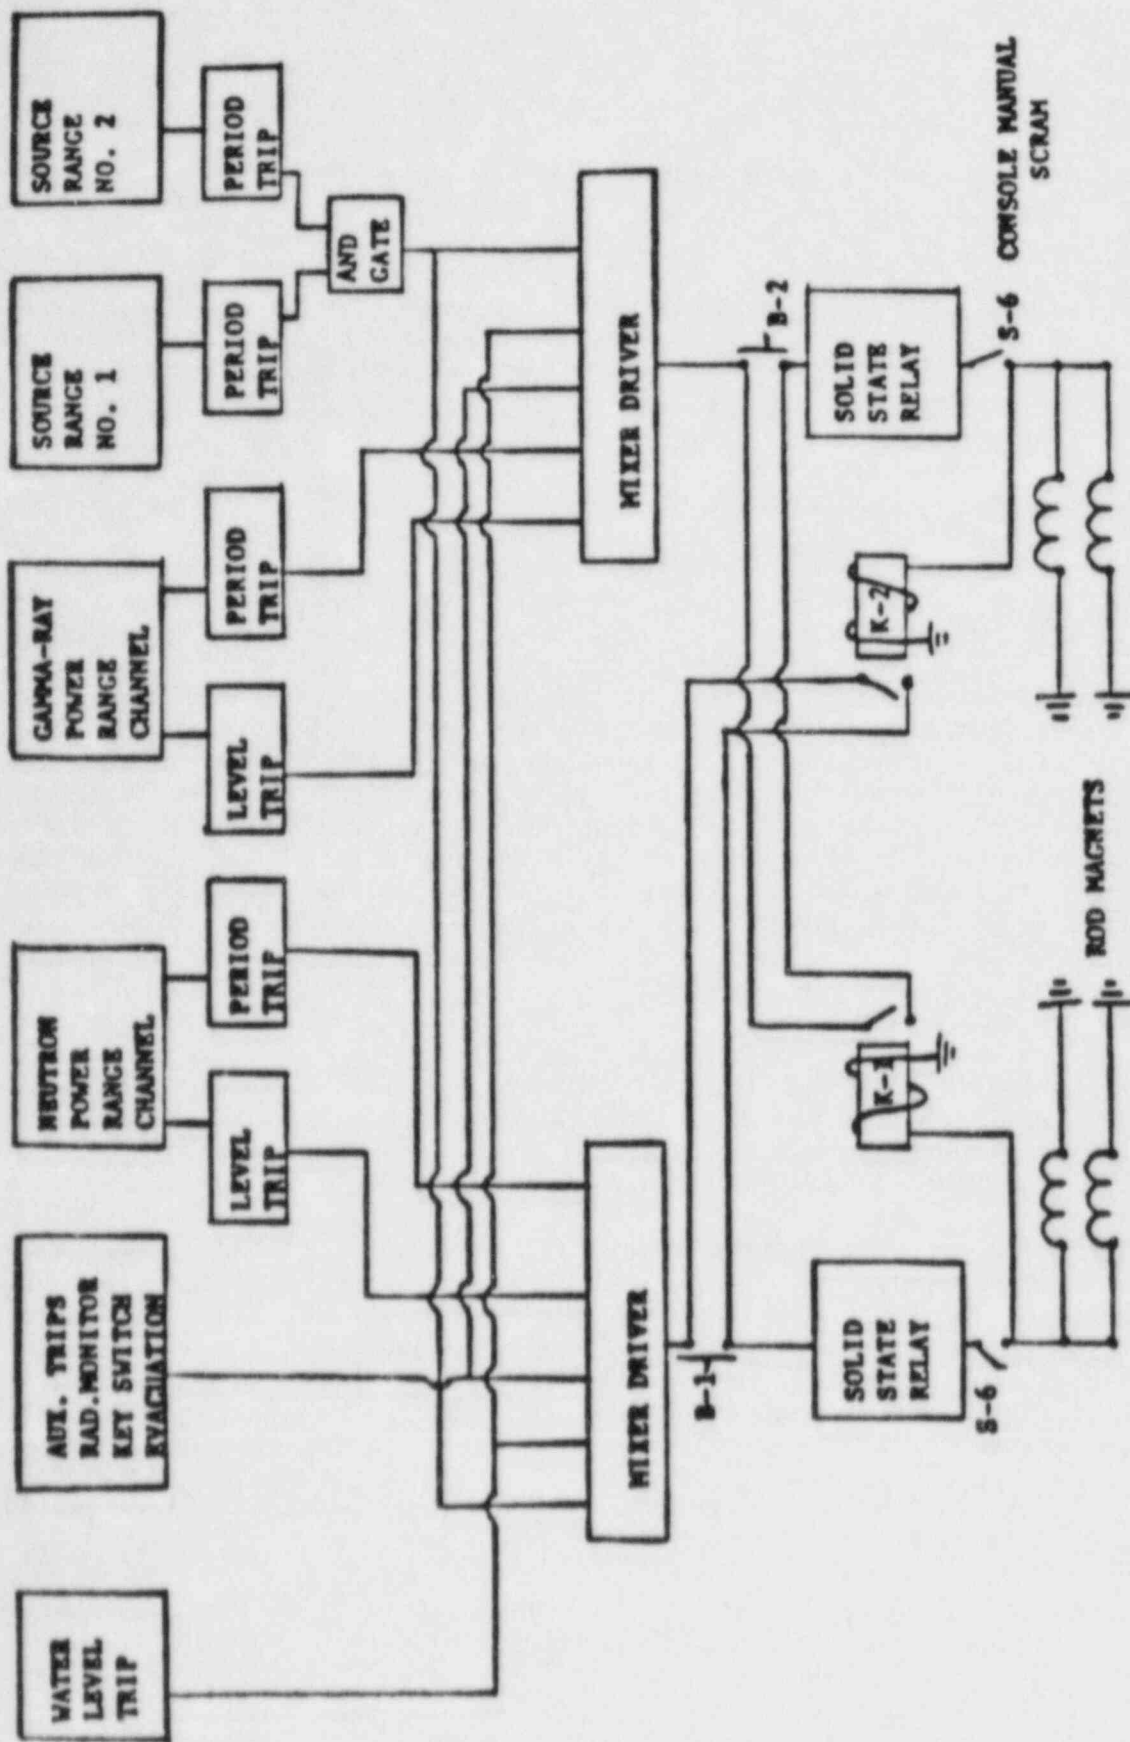 WATER
LEVEL
TRIP
AUX. TRIPS
RAD.MONITOR
KEY SWITCH
EVACUATION
NEUTRON
POWER
RANGE
CHANNEL
GAMMA-RAY
POWER
RANGE
CHANNEL
SOURCE
RANGE
NO. 1
SOURCE
RANGE
NO. 2
LEVEL
TRIP
PERIOD
TRIP
LEVEL
TRIP
PERIOD
TRIP
PERIOD
TRIP
PERIOD
TRIP
AND
GATE
MIXER DRIVER
MIXER DRIVER
B-1
B-2
SOLID
STATE
RELAY
K-1
K-2
SOLID
STATE
RELAY
S-6
S-6 CONSOLE MANUAL
SCRAM
ROD MAGNETS